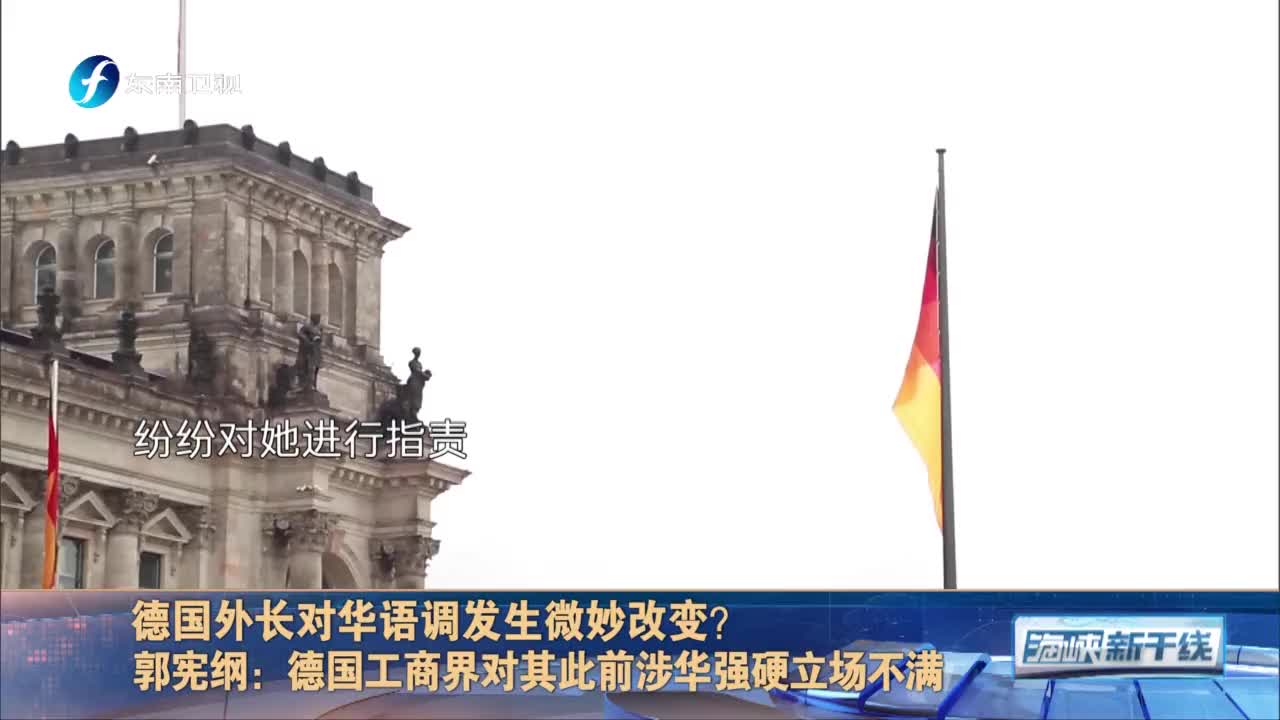 东南卫视
纷纷对她进行指责
德国外长对华语调发生微妙改变?
郭宪纲：德国工商界对其此前涉华强硬立场不满
海峡新干线